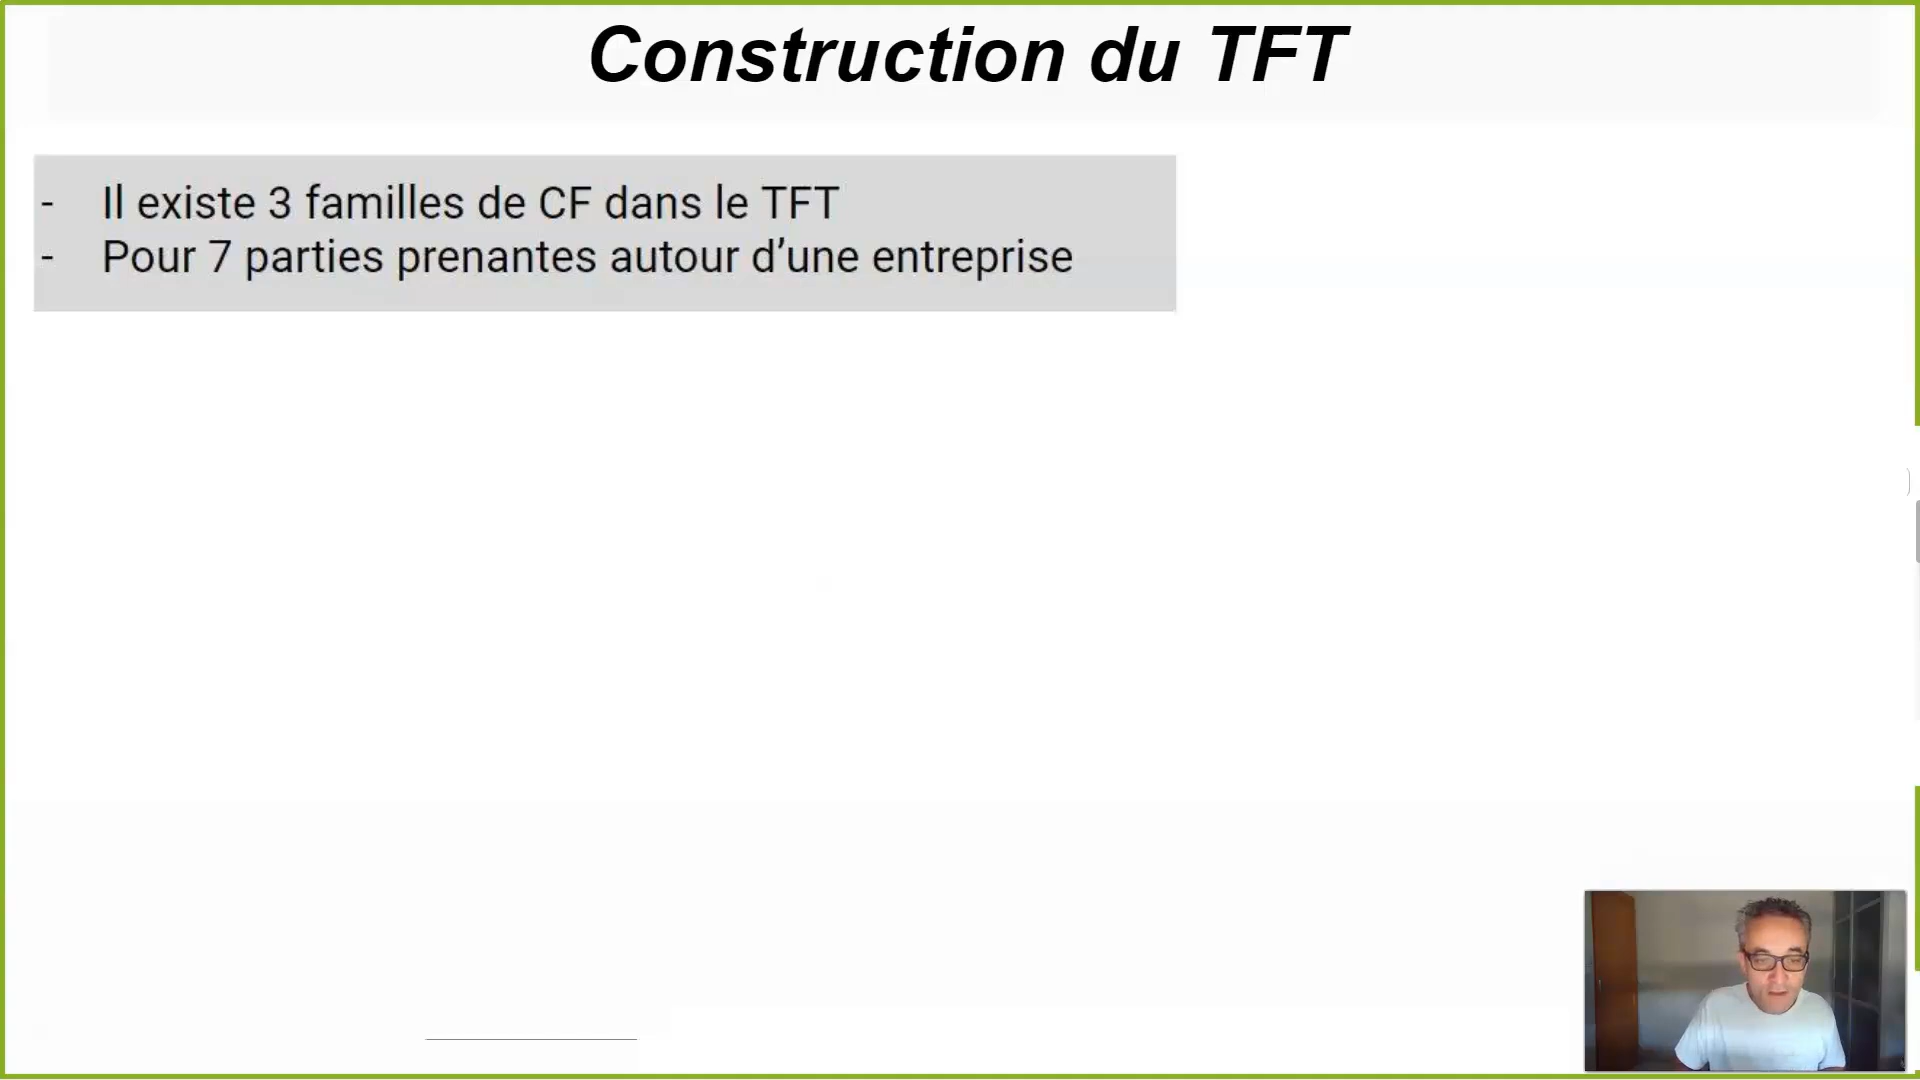 Construction du TFT
- Il existe 3 familles de CF dans le TFT
- Pour 7 parties prenantes autour d’une entreprise